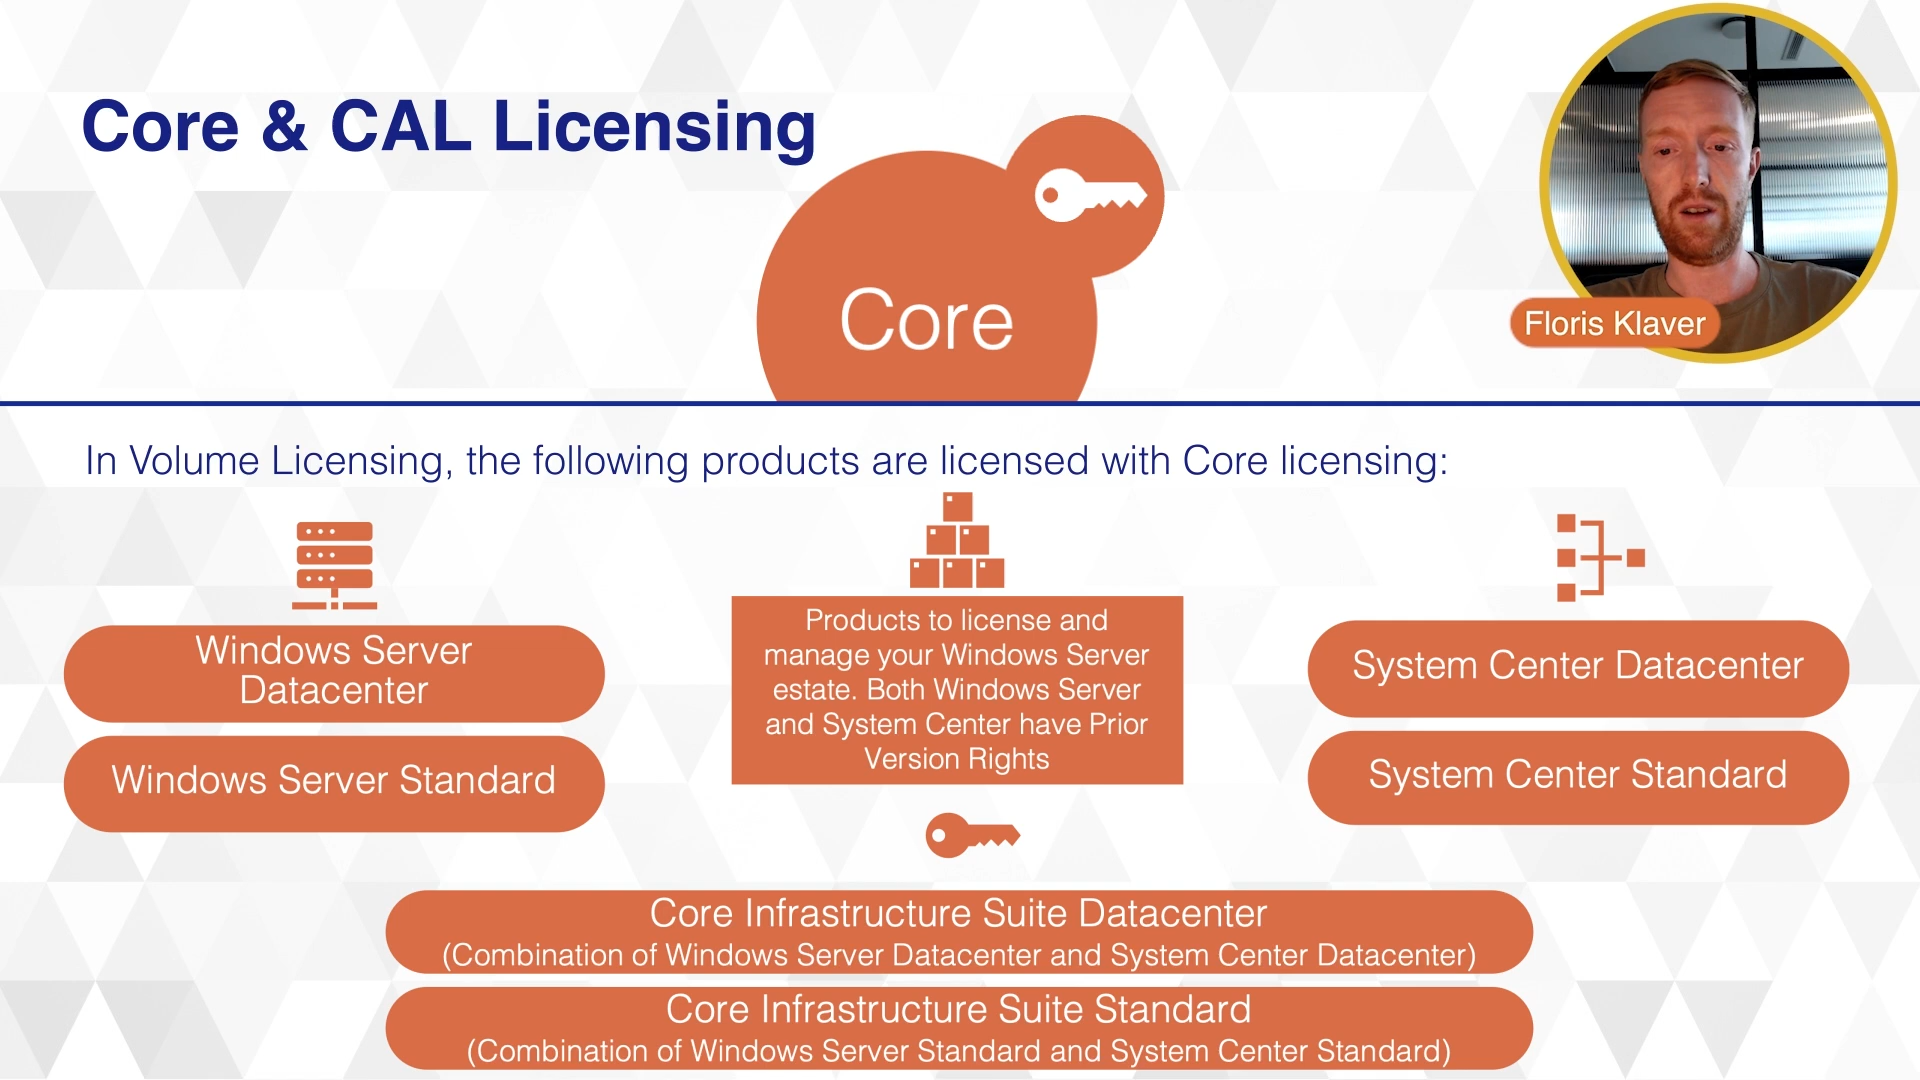 Core & CAL Licensing
Core
Floris Klaver
In Volume Licensing, the following products are licensed with Core licensing:
Windows Server
Datacenter
Windows Server Standard
Products to license and
manage your Windows Server
estate. Both Windows Server
and System Center have Prior
Version Rights
System Center Datacenter
System Center Standard
Core Infrastructure Suite Datacenter
(Combination of Windows Server Datacenter and System Center Datacenter)
Core Infrastructure Suite Standard
(Combination of Windows Server Standard and System Center Standard)